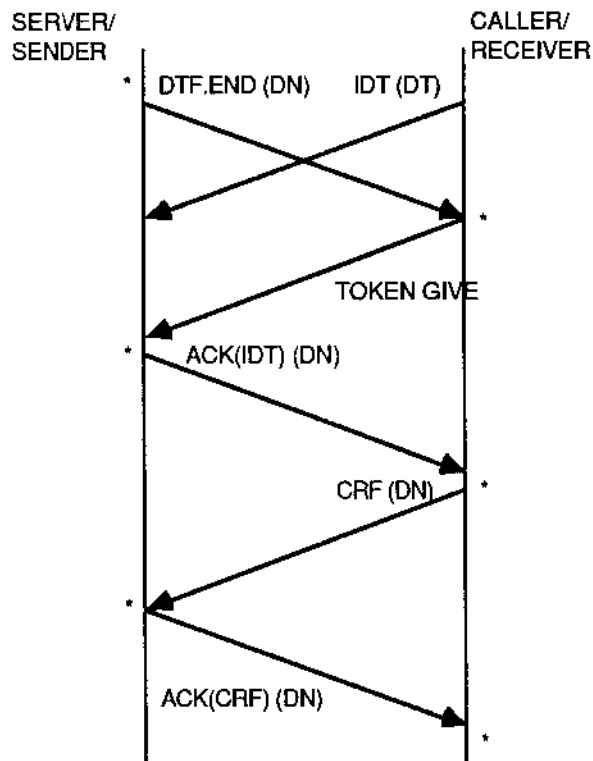 SERVER/
SENDER
CALLER/
RECEIVER
* DTF.END (DN) IDT (DT)
*
TOKEN GIVE
* ACK(IDT) (DN)
CRF (DN) *
*
ACK(CRF) (DN)
*